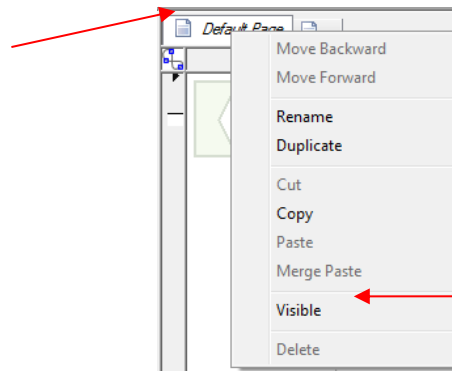 Default Page
Move Backward
Move Forward
Rename
Duplicate
Cut
Copy
Paste
Merge Paste
Visible
Delete